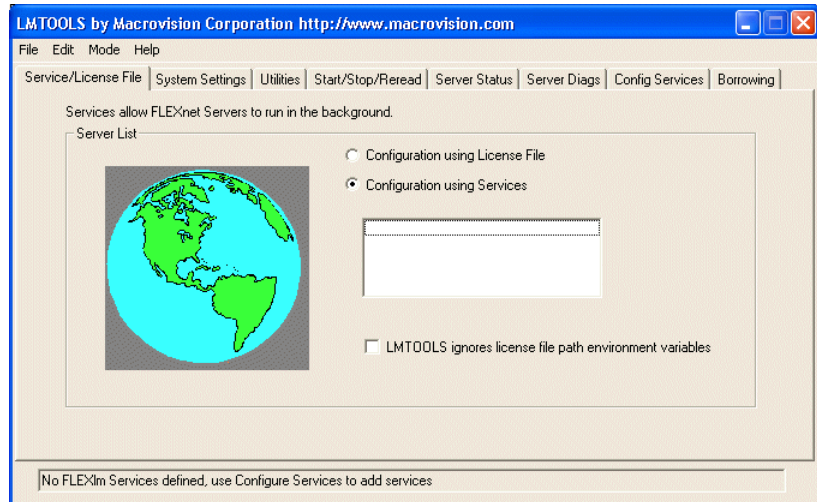 LMTOOLS by Macrovision Corporation http://www.macrovision.com
File Edit Mode Help
Service/License File System Settings Utilities Start/Stop/Reread Server Status Server Diags Config Services Borrowing
Services allow FLEXnet Servers to run in the background.
Server List
Configuration using License File
Configuration using Services
LMTOOLS ignores license file path environment variables
No FLEXlm Services defined, use Configure Services to add services